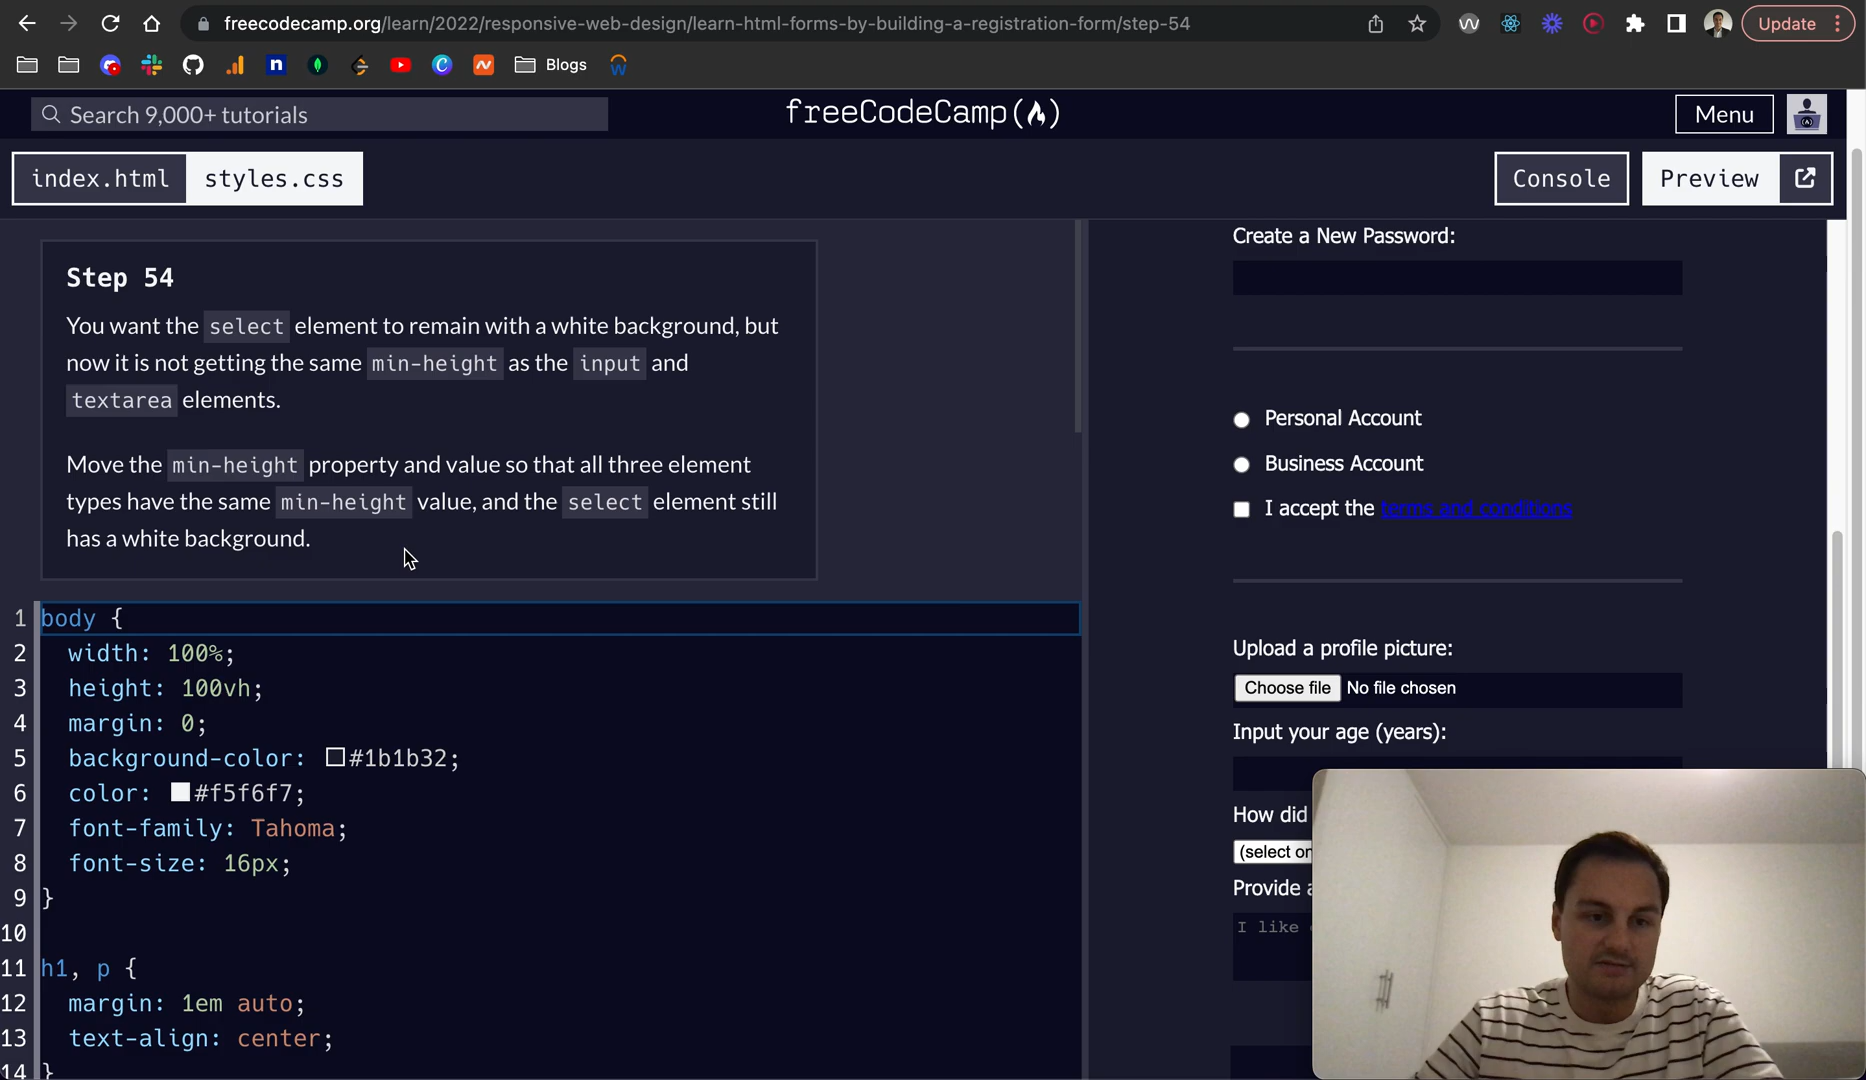 freecodecamp.org/learn/2022/responsive-web-design/learn-html-forms-by-building-a-registration-form/step-54
Update
Blogs
Search 9,000+ tutorials
freeCodeCamp(🔥)
Menu
index.html
styles.css
Console
Preview
Step 54
You want the select element to remain with a white background, but
now it is not getting the same min-height as the input and
textarea elements.
Move the min-height property and value so that all three element
types have the same min-height value, and the select element still
has a white background.
1 body {
2 width: 100%;
3 height: 100vh;
4 margin: 0;
5 background-color: #1b1b32;
6 color: #f5f6f7;
7 font-family: Tahoma;
8 font-size: 16px;
9 }
10
11 h1, p {
12 margin: 1em auto;
13 text-align: center;
14 }
Create a New Password:
Personal Account
Business Account
I accept the terms and conditions
Upload a profile picture:
Choose file No file chosen
Input your age (years):
How did
(select on
Provide a
I like